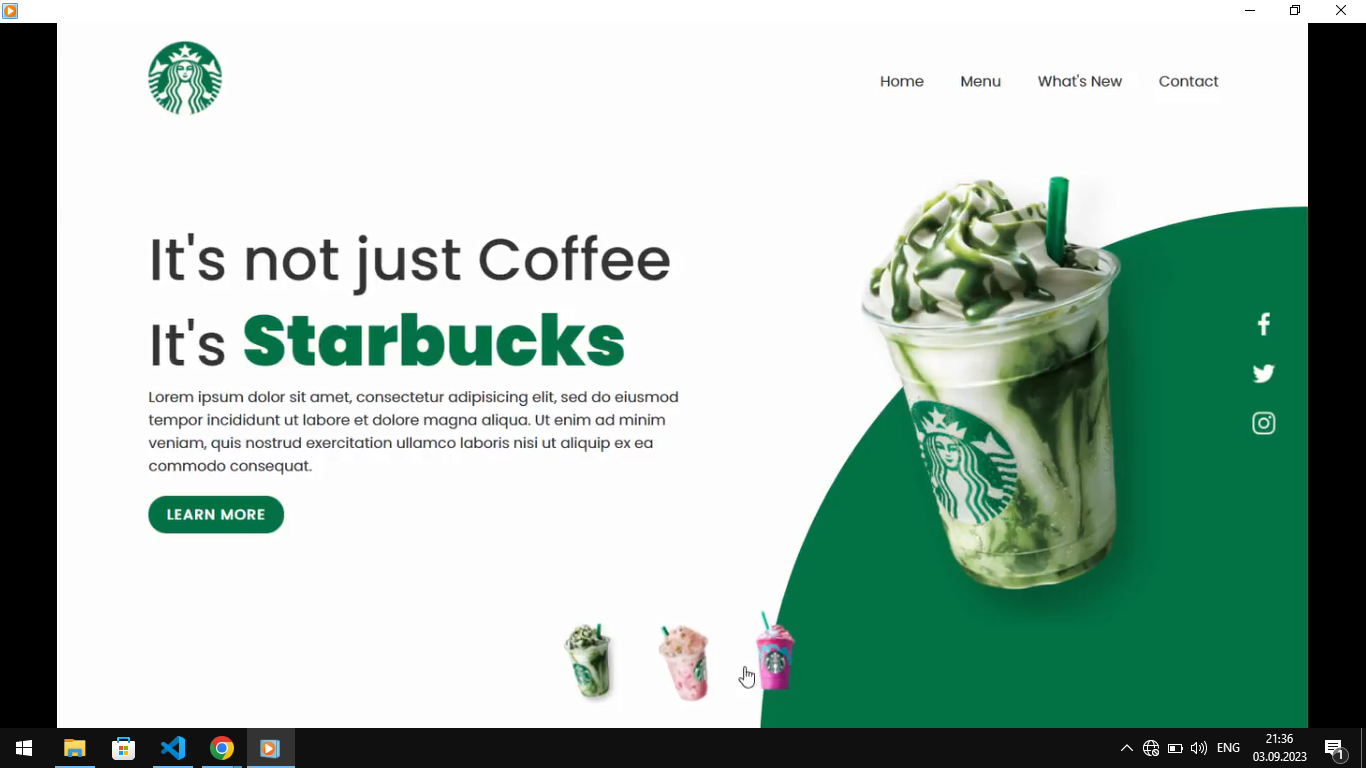 Home Menu What's New Contact
It's not just Coffee
It's Starbucks
Lorem ipsum dolor sit amet, consectetur adipisicing elit, sed do eiusmod
tempor incididunt ut labore et dolore magna aliqua. Ut enim ad minim
veniam, quis nostrud exercitation ullamco laboris nisi ut aliquip ex ea
commodo consequat.
LEARN MORE
ENG
21:36
03.09.2023
1